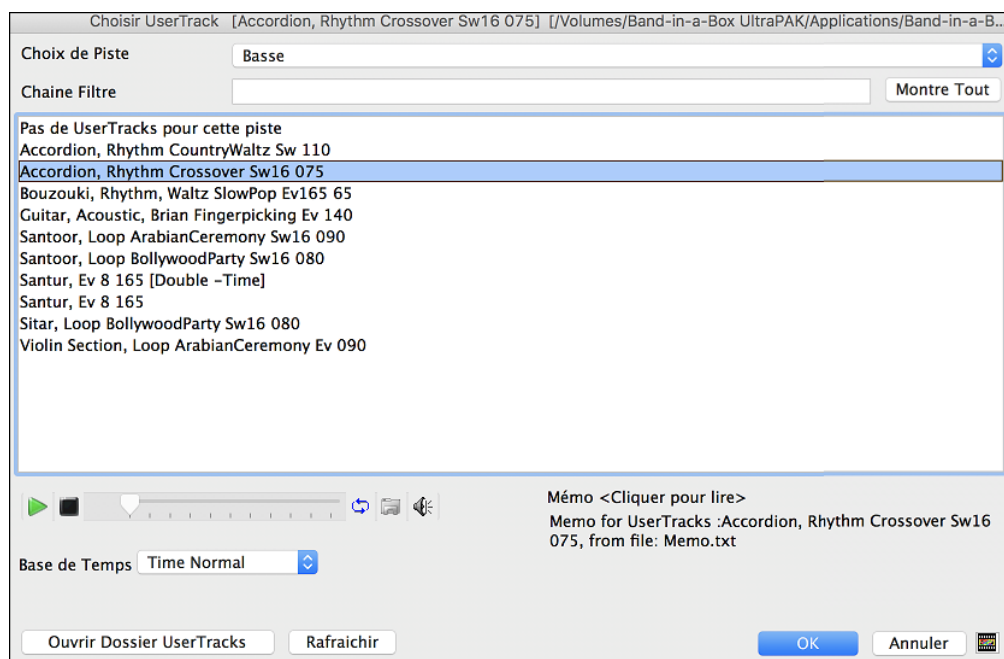 Choisir UserTrack [Accordion, Rhythm Crossover Sw16 075] [/Volumes/Band-in-a-Box UltraPAK/Applications/Band-in-a-B...
Choix de Piste Basse
Chaine Filtre Montre Tout
Pas de UserTracks pour cette piste
Accordion, Rhythm CountryWaltz Sw 110
Accordion, Rhythm Crossover Sw16 075
Bouzouki, Rhythm, Waltz SlowPop Ev165 65
Guitar, Acoustic, Brian Fingerpicking Ev 140
Santoor, Loop ArabianCeremony Sw16 090
Santoor, Loop BollywoodParty Sw16 080
Santur, Ev 8 165 [Double -Time]
Santur, Ev 8 165
Sitar, Loop BollywoodParty Sw16 080
Violin Section, Loop ArabianCeremony Ev 090
Mémo <Cliquer pour lire>
Memo for UserTracks :Accordion, Rhythm Crossover Sw16
075, from file: Memo.txt
Base de Temps Time Normal
Ouvrir Dossier UserTracks Rafraichir OK Annuler